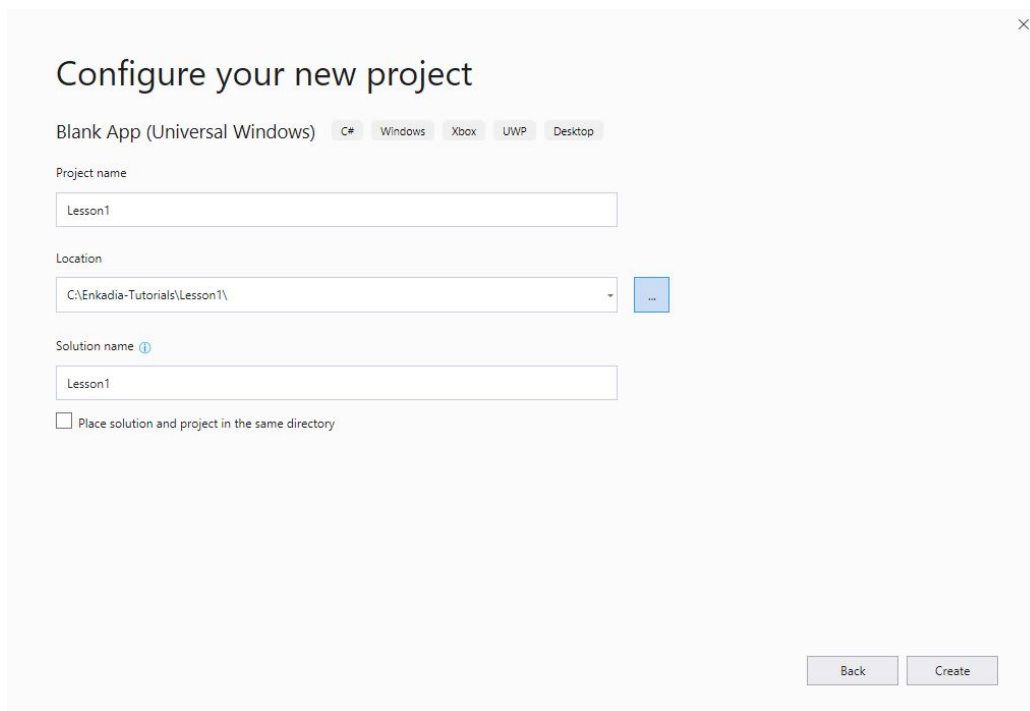 Configure your new project
Blank App (Universal Windows) C# Windows Xbox UWP Desktop
Project name
Lesson1
Location
C:\Enkadia-Tutorials\Lesson1\
...
Solution name
Lesson1
Place solution and project in the same directory
Back Create